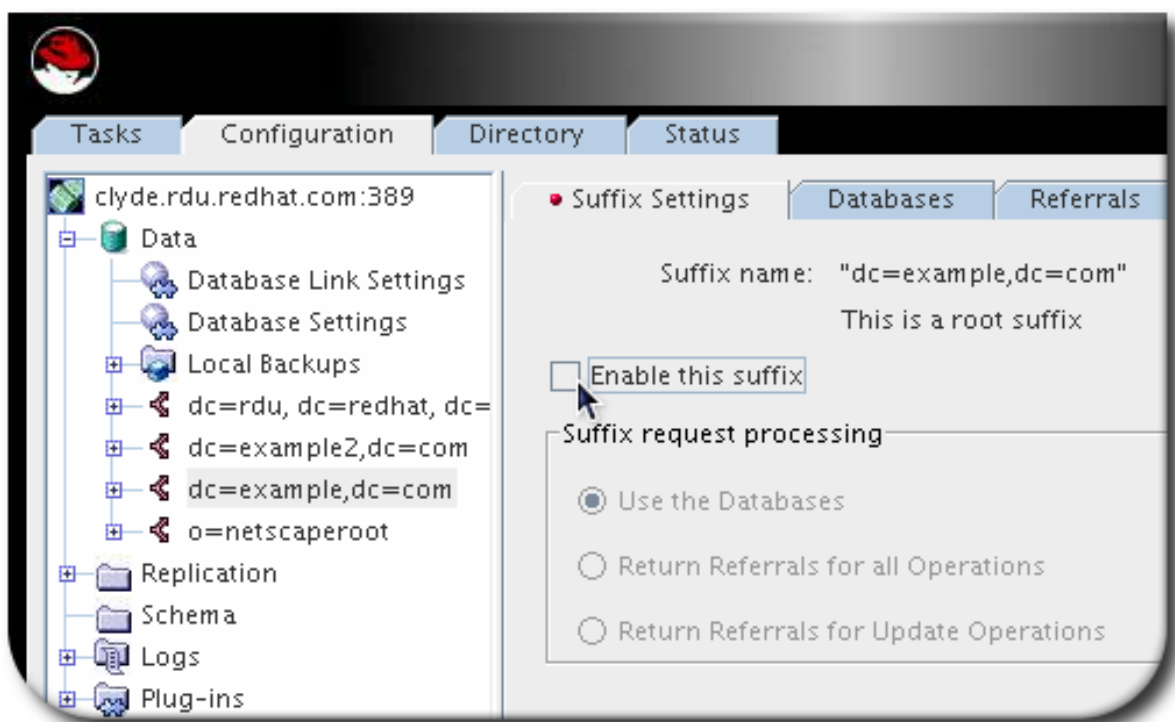 Tasks
Configuration
Directory
Status
clyde.rdu.redhat.com:389
Data
Database Link Settings
Database Settings
Local Backups
dc=rdu, dc=redhat, dc=
dc=example2,dc=com
dc=example,dc=com
o=netscaperoot
Replication
Schema
Logs
Plug-ins
Suffix Settings
Databases
Referrals
Suffix name: "dc=example,dc=com"
This is a root suffix
Enable this suffix
Suffix request processing
Use the Databases
Return Referrals for all Operations
Return Referrals for Update Operations